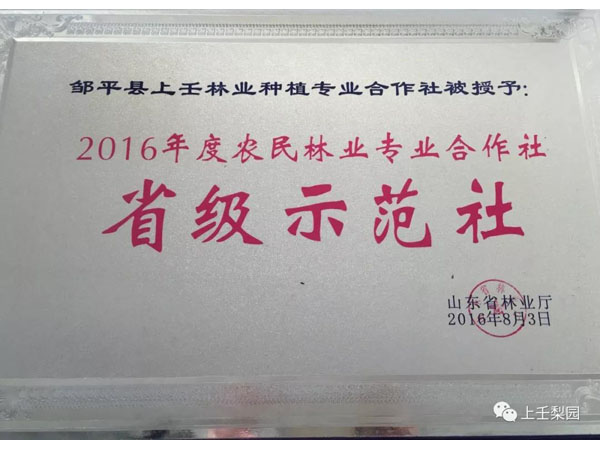 邹平县上壬林业种植专业合作社被授予:
2016年度农民林业专业合作社
省级示范社
山东省林业厅
2016年8月3日
上壬梨园